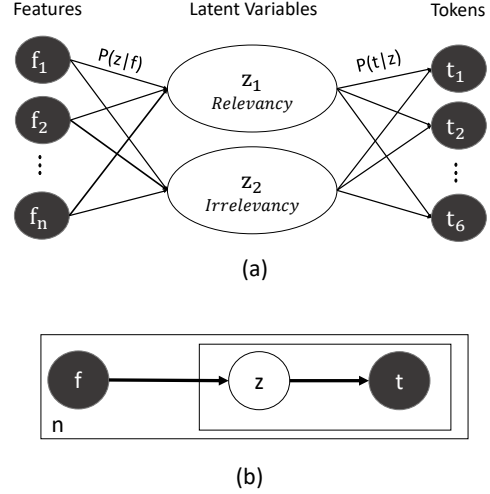 Features Latent Variables Tokens
f1 P(z|f) z1 Relevancy P(t|z) t1
f2 t2
⋮ z2 Irrelevancy ⋮
fn t6
(a)
f z t
n
(b)